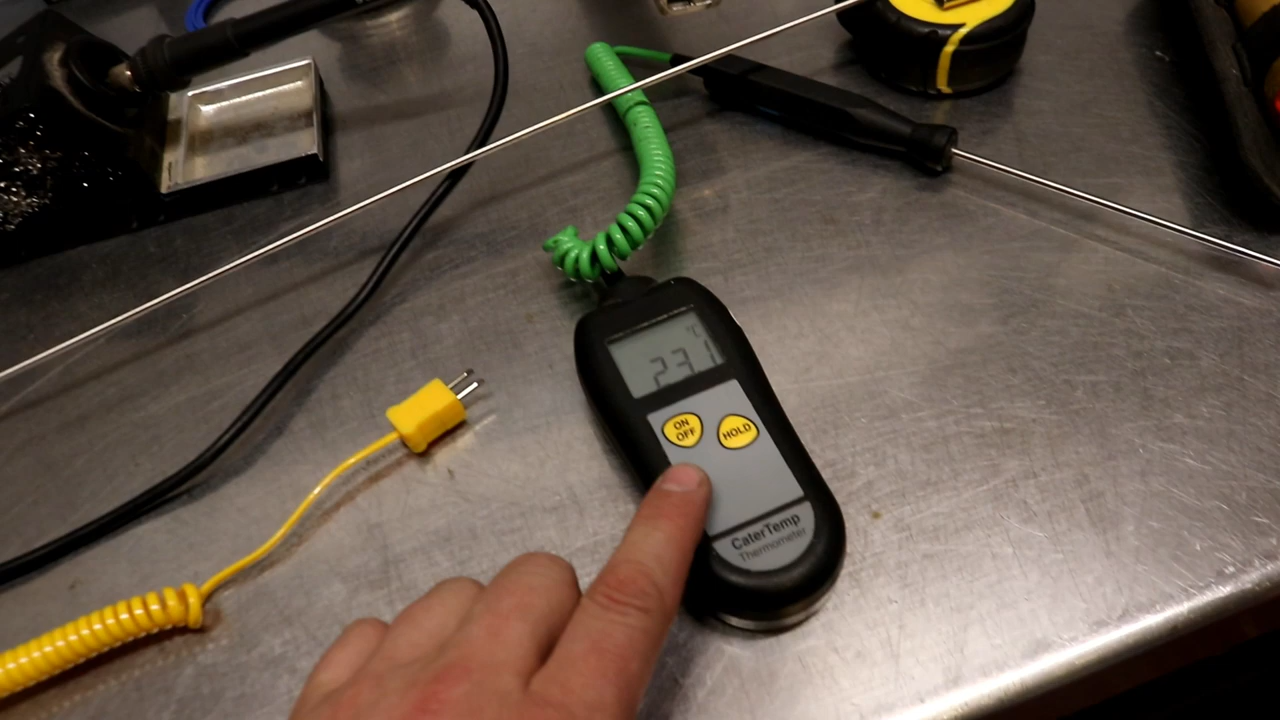 °C
23.1
ON
OFF
HOLD
CaterTemp
Thermometer